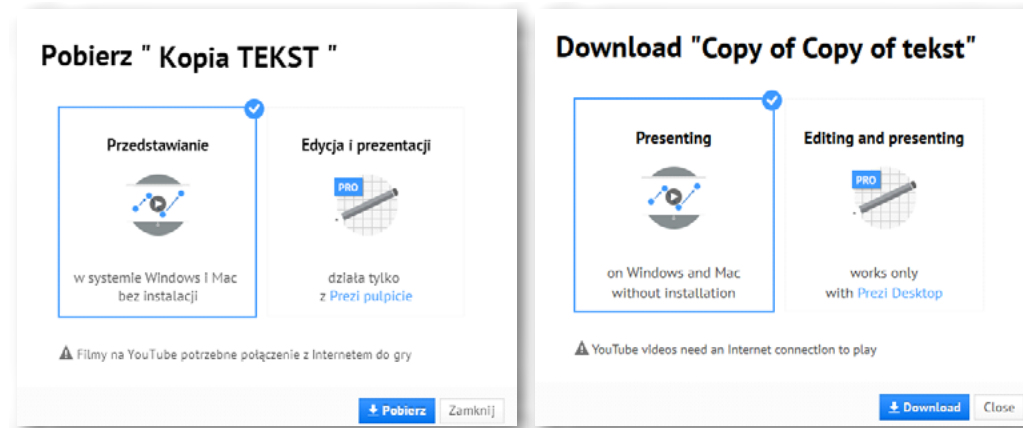 Pobierz " Kopia TEKST "
Przedstawianie
w systemie Windows i Mac
bez instalacji
Edycja i prezentacji
PRO
działa tylko
z Prezi pulpicie
Filmy na YouTube potrzebne połączenie z Internetem do gry
Pobierz
Zamknij
Download "Copy of Copy of tekst"
Presenting
on Windows and Mac
without installation
Editing and presenting
PRO
works only
with Prezi Desktop
YouTube videos need an Internet connection to play
Download
Close